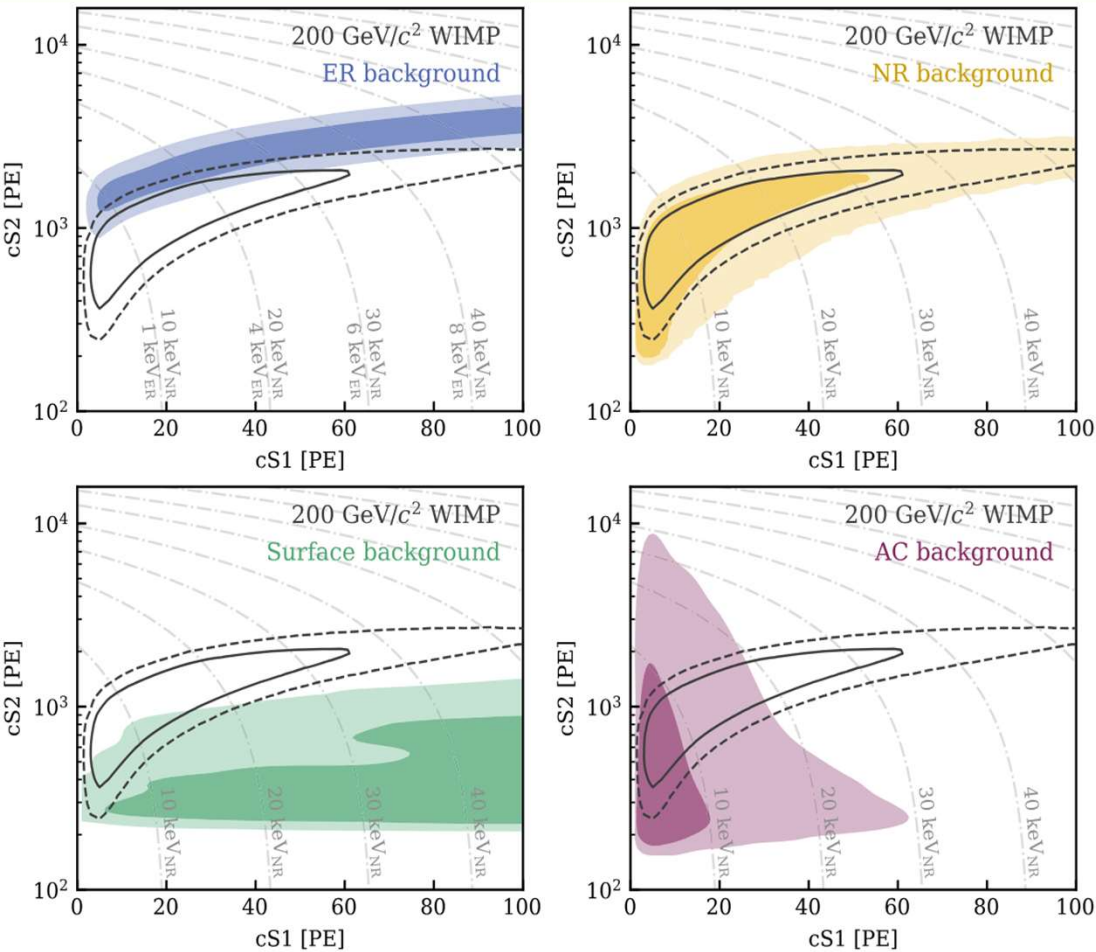 10⁴
10³
10²
cS2 [PE]
200 GeV/c² WIMP
ER background
10 keV_NR
1 keV_ER
20 keV_NR
4 keV_ER
30 keV_NR
6 keV_ER
40 keV_NR
8 keV_ER
0 20 40 60 80 100
cS1 [PE]
10⁴
10³
10²
cS2 [PE]
200 GeV/c² WIMP
NR background
10 keV_NR
20 keV_NR
30 keV_NR
40 keV_NR
0 20 40 60 80 100
cS1 [PE]
10⁴
10³
10²
cS2 [PE]
200 GeV/c² WIMP
Surface background
10 keV_NR
20 keV_NR
30 keV_NR
40 keV_NR
0 20 40 60 80 100
cS1 [PE]
10⁴
10³
10²
cS2 [PE]
200 GeV/c² WIMP
AC background
10 keV_NR
20 keV_NR
30 keV_NR
40 keV_NR
0 20 40 60 80 100
cS1 [PE]